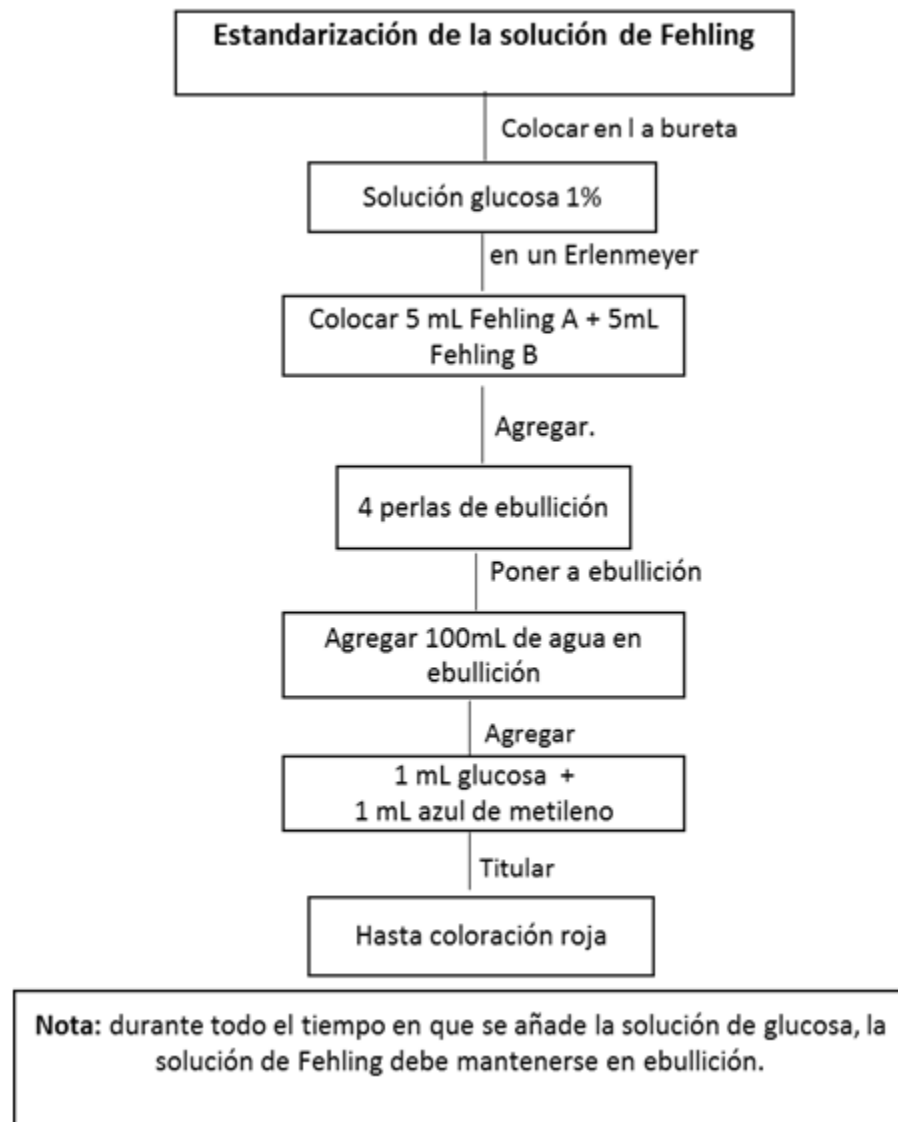 Estandarización de la solución de Fehling
Colocar en l a bureta
Solución glucosa 1%
en un Erlenmeyer
Colocar 5 mL Fehling A + 5mL
Fehling B
Agregar.
4 perlas de ebullición
Poner a ebullición
Agregar 100mL de agua en
ebullición
Agregar
1 mL glucosa +
1 mL azul de metileno
Titular
Hasta coloración roja
Nota: durante todo el tiempo en que se añade la solución de glucosa, la
solución de Fehling debe mantenerse en ebullición.